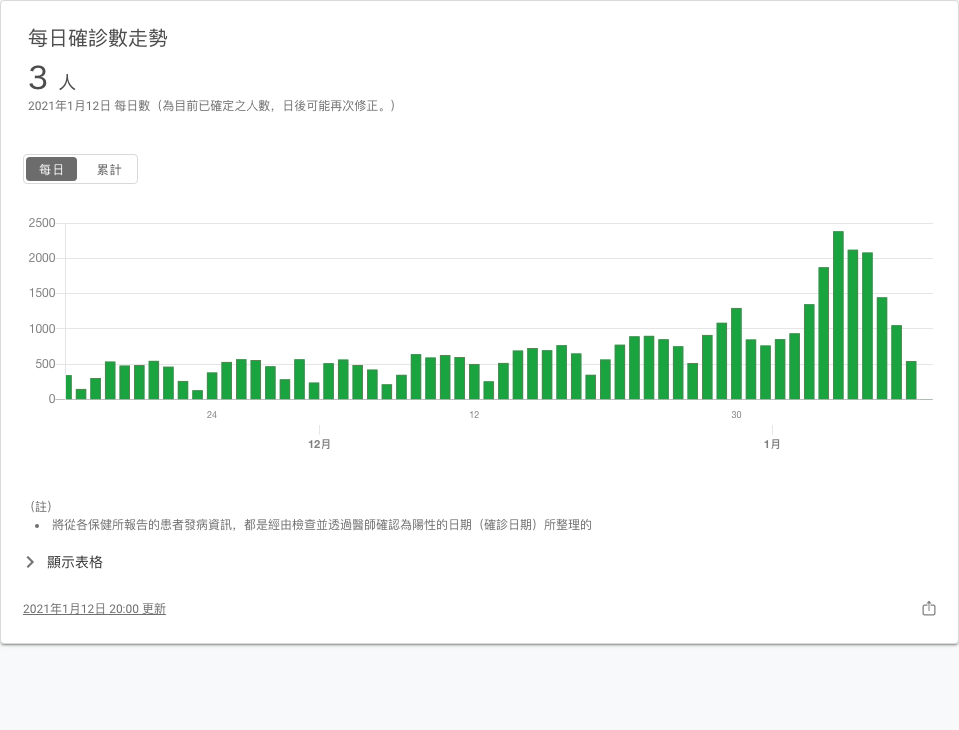 每日確診數走勢
3 人
2021年1月12日 每日數（為目前已確定之人數，日後可能再次修正。）
每日 累計
2500
2000
1500
1000
500
0
24 12 30
12月 1月
（註）
• 將從各保健所報告的患者發病資訊，都是經由檢查並透過醫師確認為陽性的日期（確診日期）所整理的
顯示表格
2021年1月12日 20:00 更新